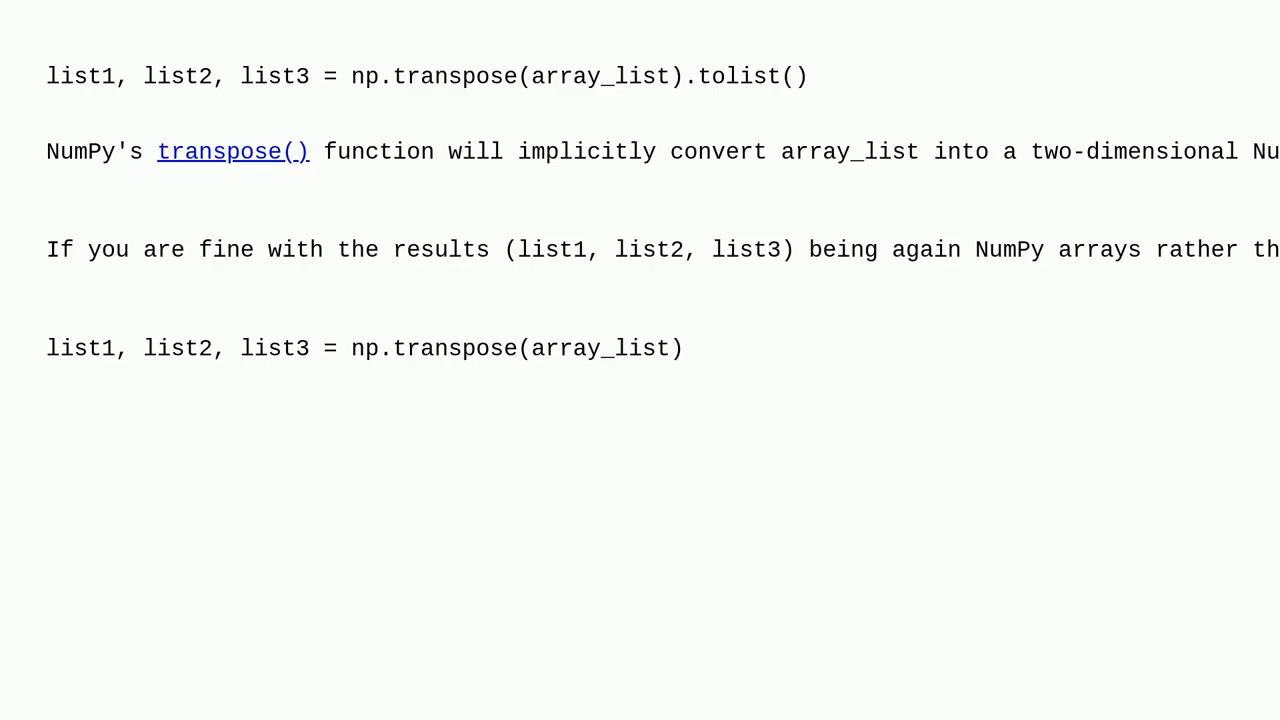 list1, list2, list3 = np.transpose(array_list).tolist()
NumPy's transpose() function will implicitly convert array_list into a two-dimensional
If you are fine with the results (list1, list2, list3) being again NumPy arrays rather
list1, list2, list3 = np.transpose(array_list)